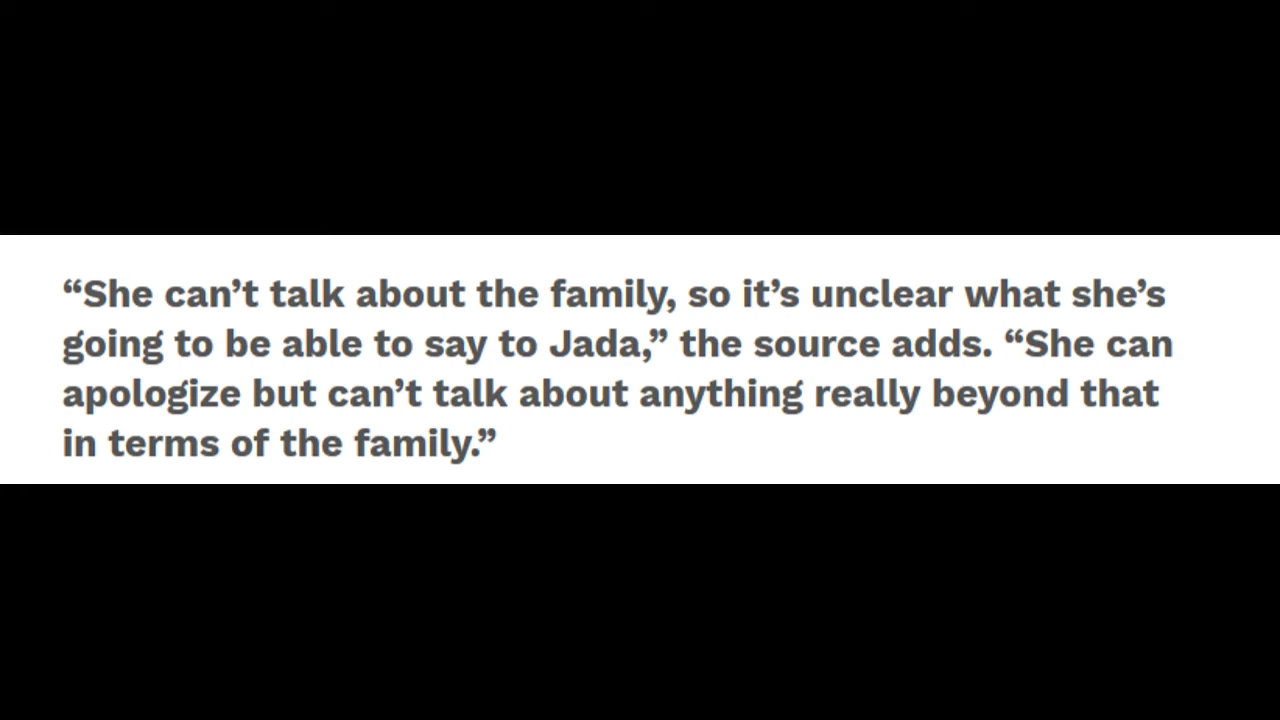 “She can’t talk about the family, so it’s unclear what she’s
going to be able to say to Jada,” the source adds. “She can
apologize but can’t talk about anything really beyond that
in terms of the family.”